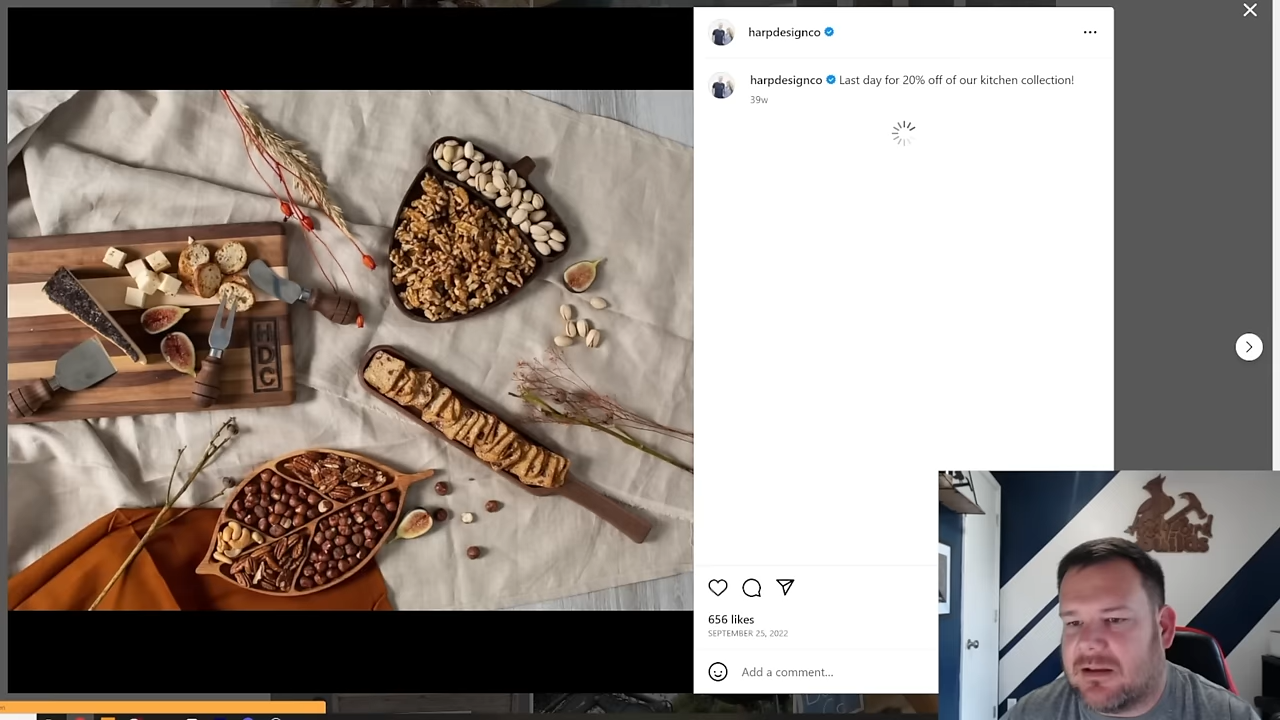 harpdesignco
harpdesignco Last day for 20% off of our kitchen collection!
39w
HDC
656 likes
SEPTEMBER 25, 2022
Add a comment...